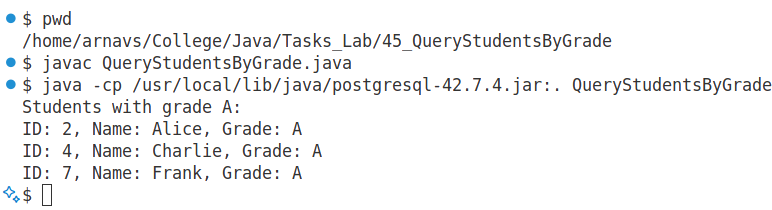 $ pwd
/home/arnavs/College/Java/Tasks_Lab/45_QueryStudentsByGrade
$ javac QueryStudentsByGrade.java
$ java -cp /usr/local/lib/java/postgresql-42.7.4.jar:. QueryStudentsByGrade
Students with grade A:
ID: 2, Name: Alice, Grade: A
ID: 4, Name: Charlie, Grade: A
ID: 7, Name: Frank, Grade: A
$